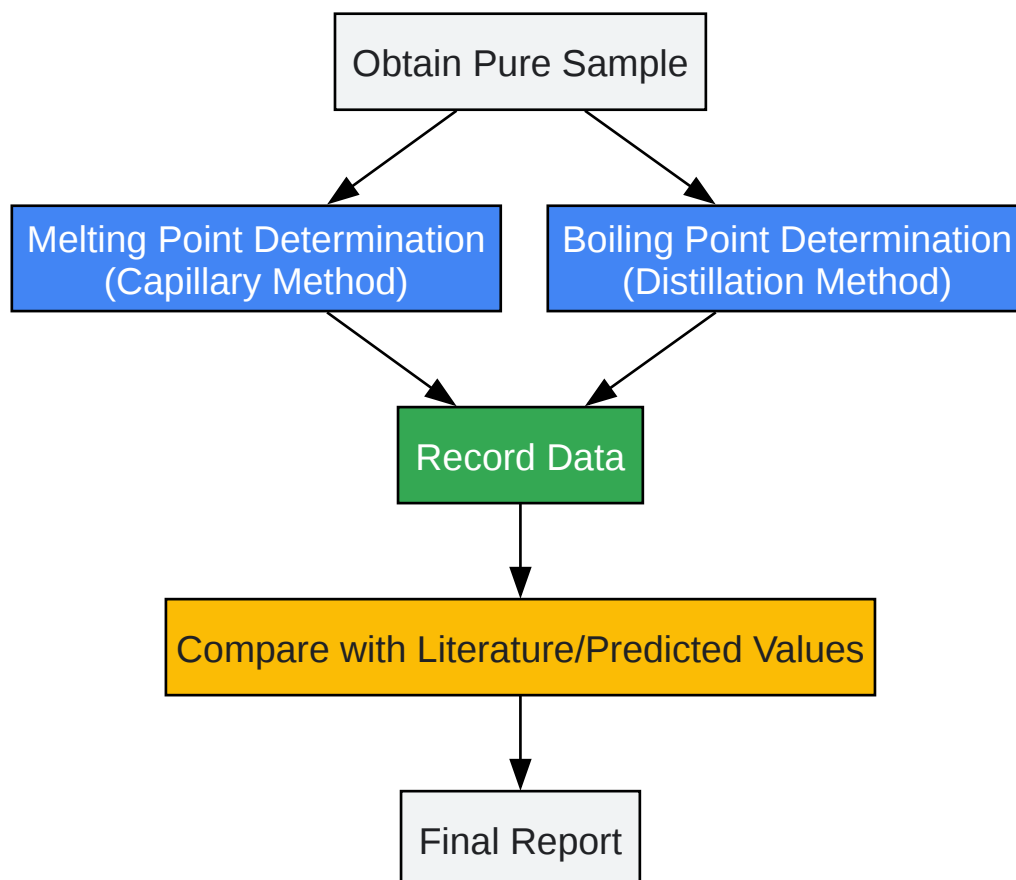 Obtain Pure Sample
Melting Point Determination
(Capillary Method)
Boiling Point Determination
(Distillation Method)
Record Data
Compare with Literature/Predicted Values
Final Report